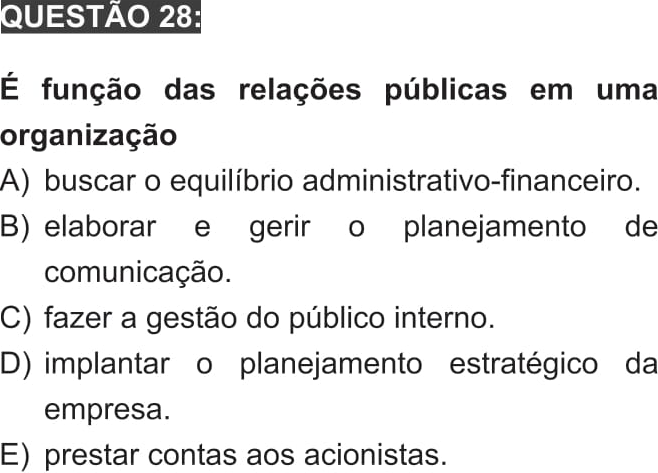 QUESTÃO 28:
É função das relações públicas em uma
organização
A) buscar o equilíbrio administrativo-financeiro.
B) elaborar e gerir o planejamento de
comunicação.
C) fazer a gestão do público interno.
D) implantar o planejamento estratégico da
empresa.
E) prestar contas aos acionistas.